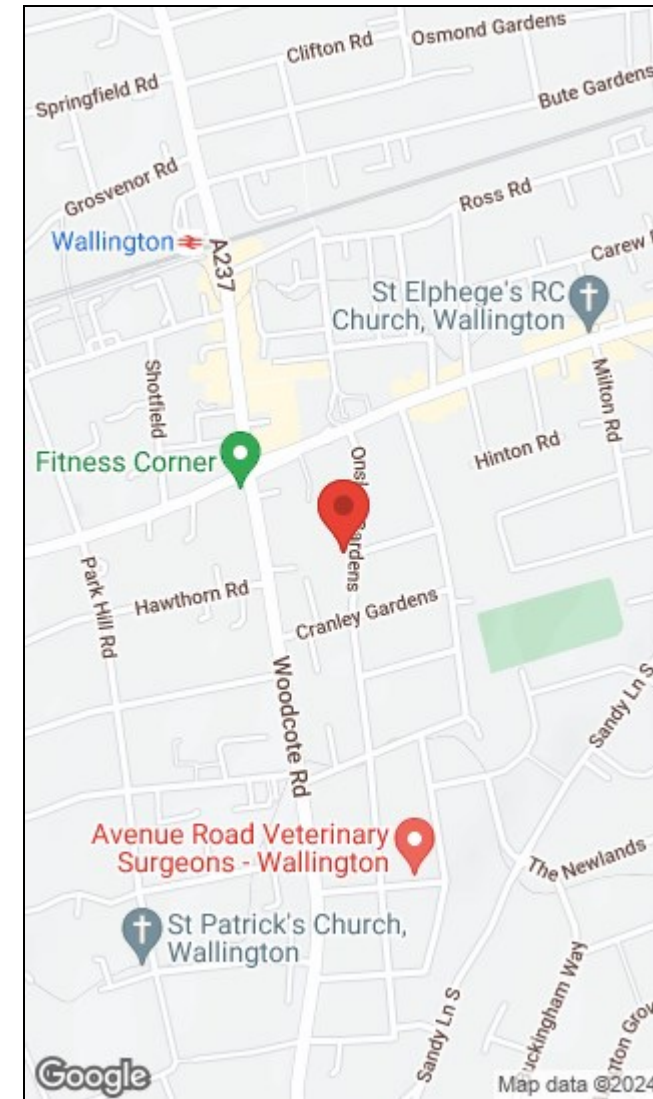 Clifton Rd
Osmond Gardens
Springfield Rd
Bute Gardens
Grosvenor Rd
Ross Rd
Wallington
A237
Carew
St Elphege's RC
Church, Wallington
Shotfield
Milton Rd
Fitness Corner
Hinton Rd
Park Hill Rd
Hawthorn Rd
Cranley Gardens
Woodcote Rd
Sandy Ln S
Avenue Road Veterinary
Surgeons - Wallington
The Newlands
St Patrick's Church,
Wallington
Sandy Ln S
Google
Map data ©2024